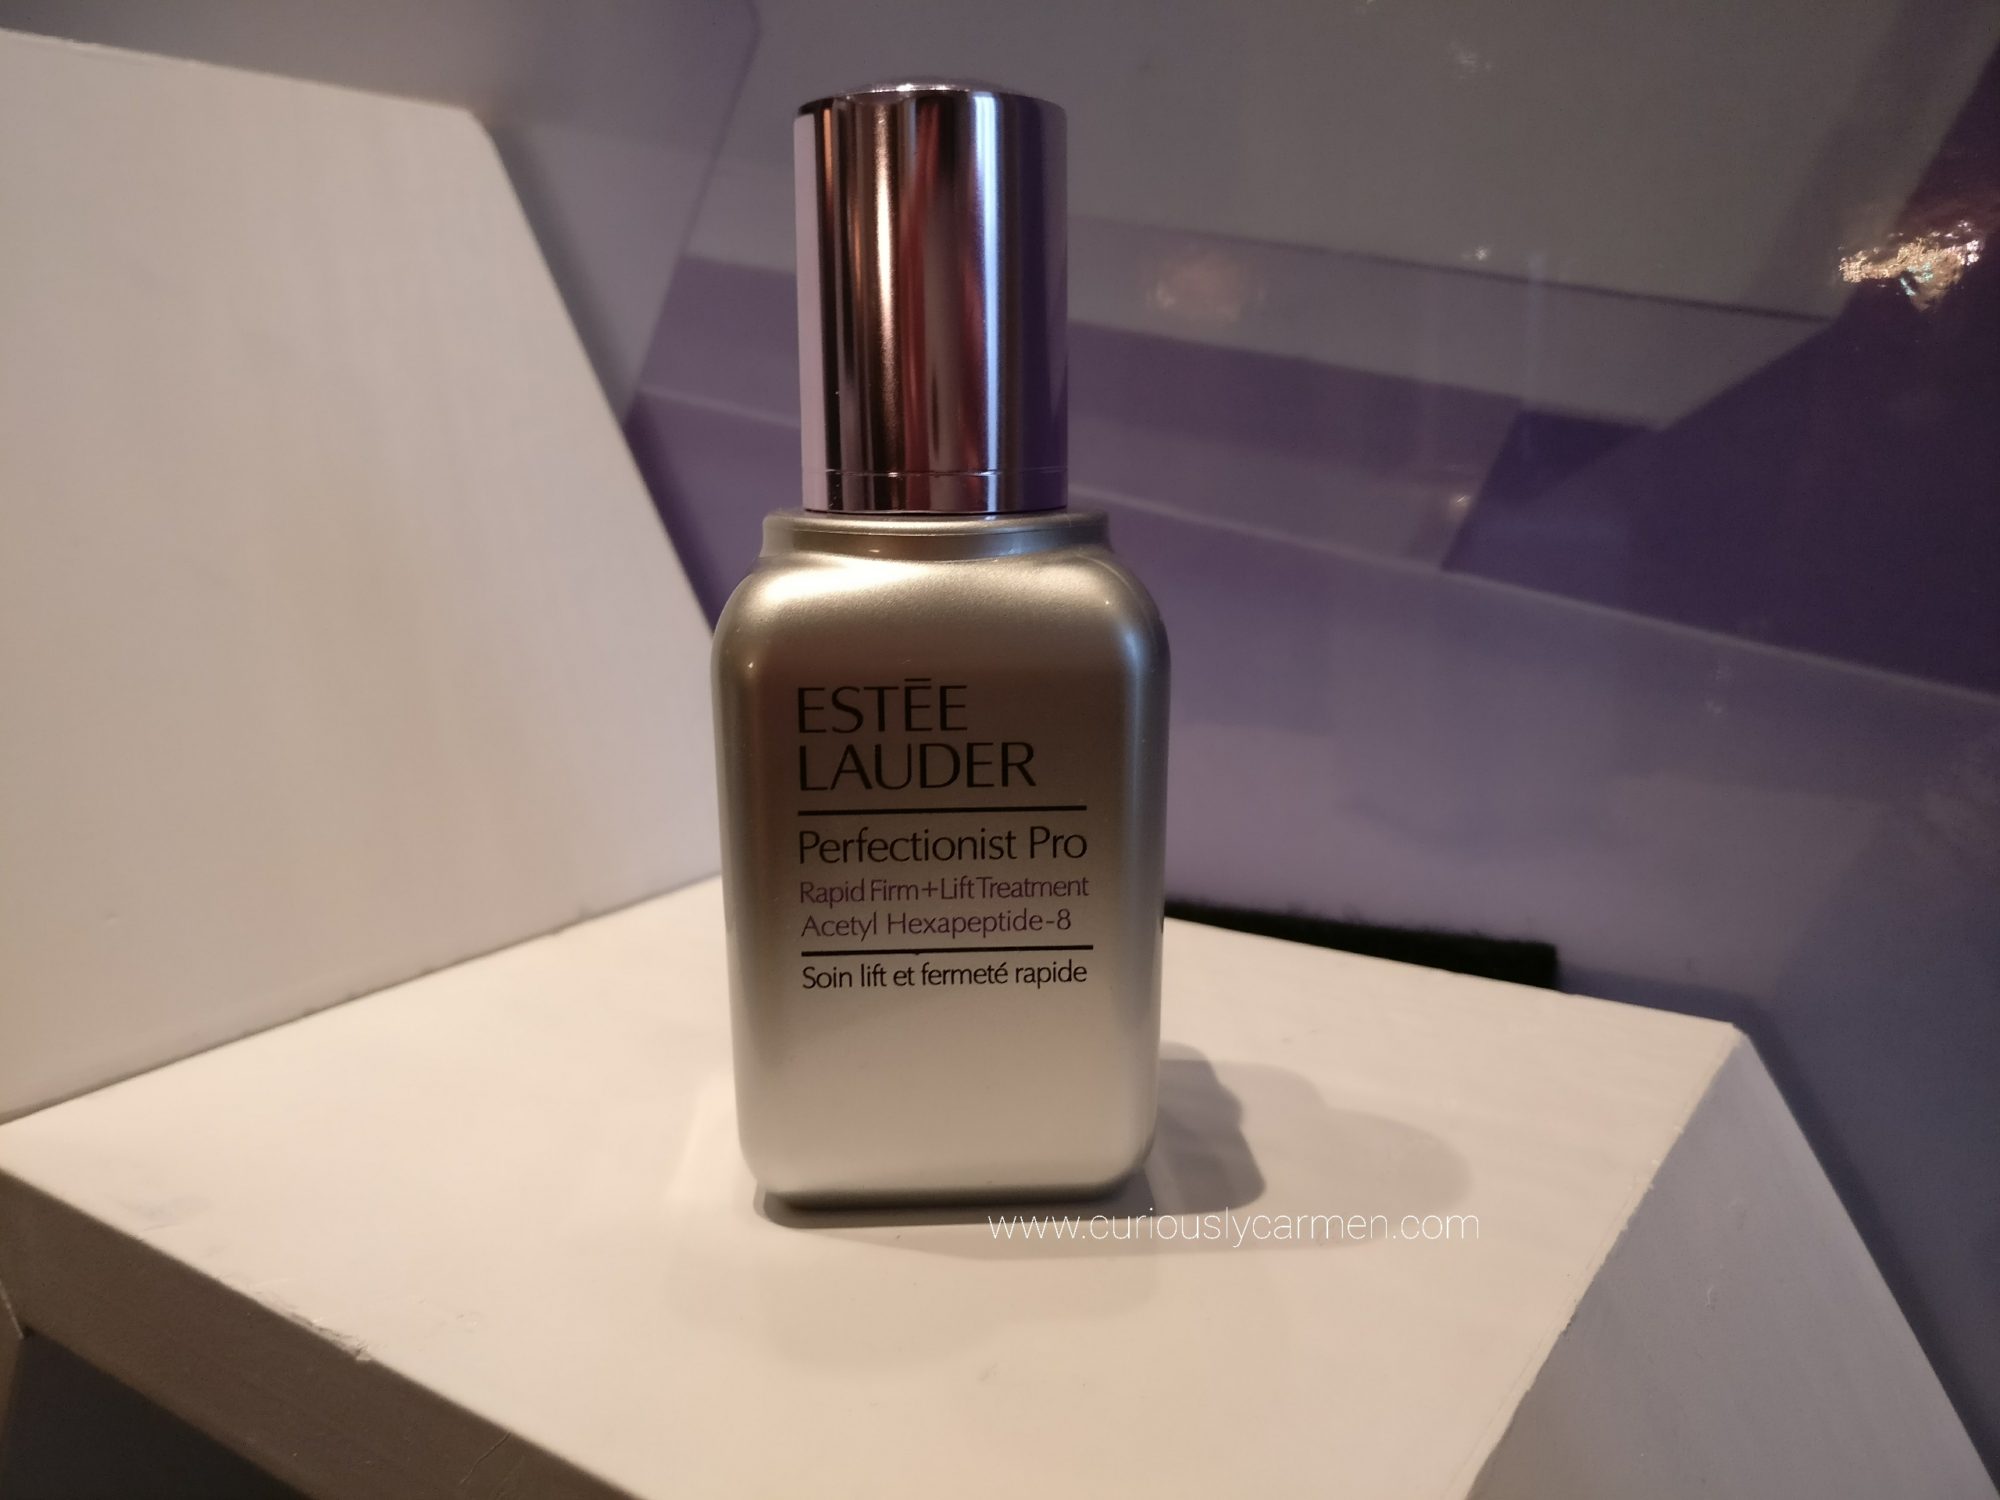 ESTĒE
LAUDER
Perfectionist Pro
Rapid Firm+Lift Treatment
Acetyl Hexapeptide-8
Soin lift et fermeté rapide
www.curiouslycarmen.com